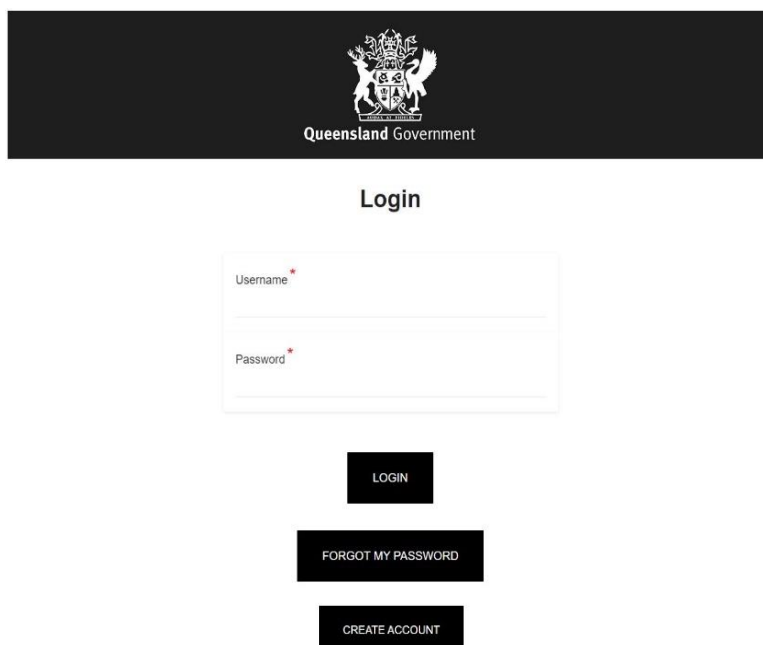 Queensland Government
Login
Username *
Password *
LOGIN
FORGOT MY PASSWORD
CREATE ACCOUNT